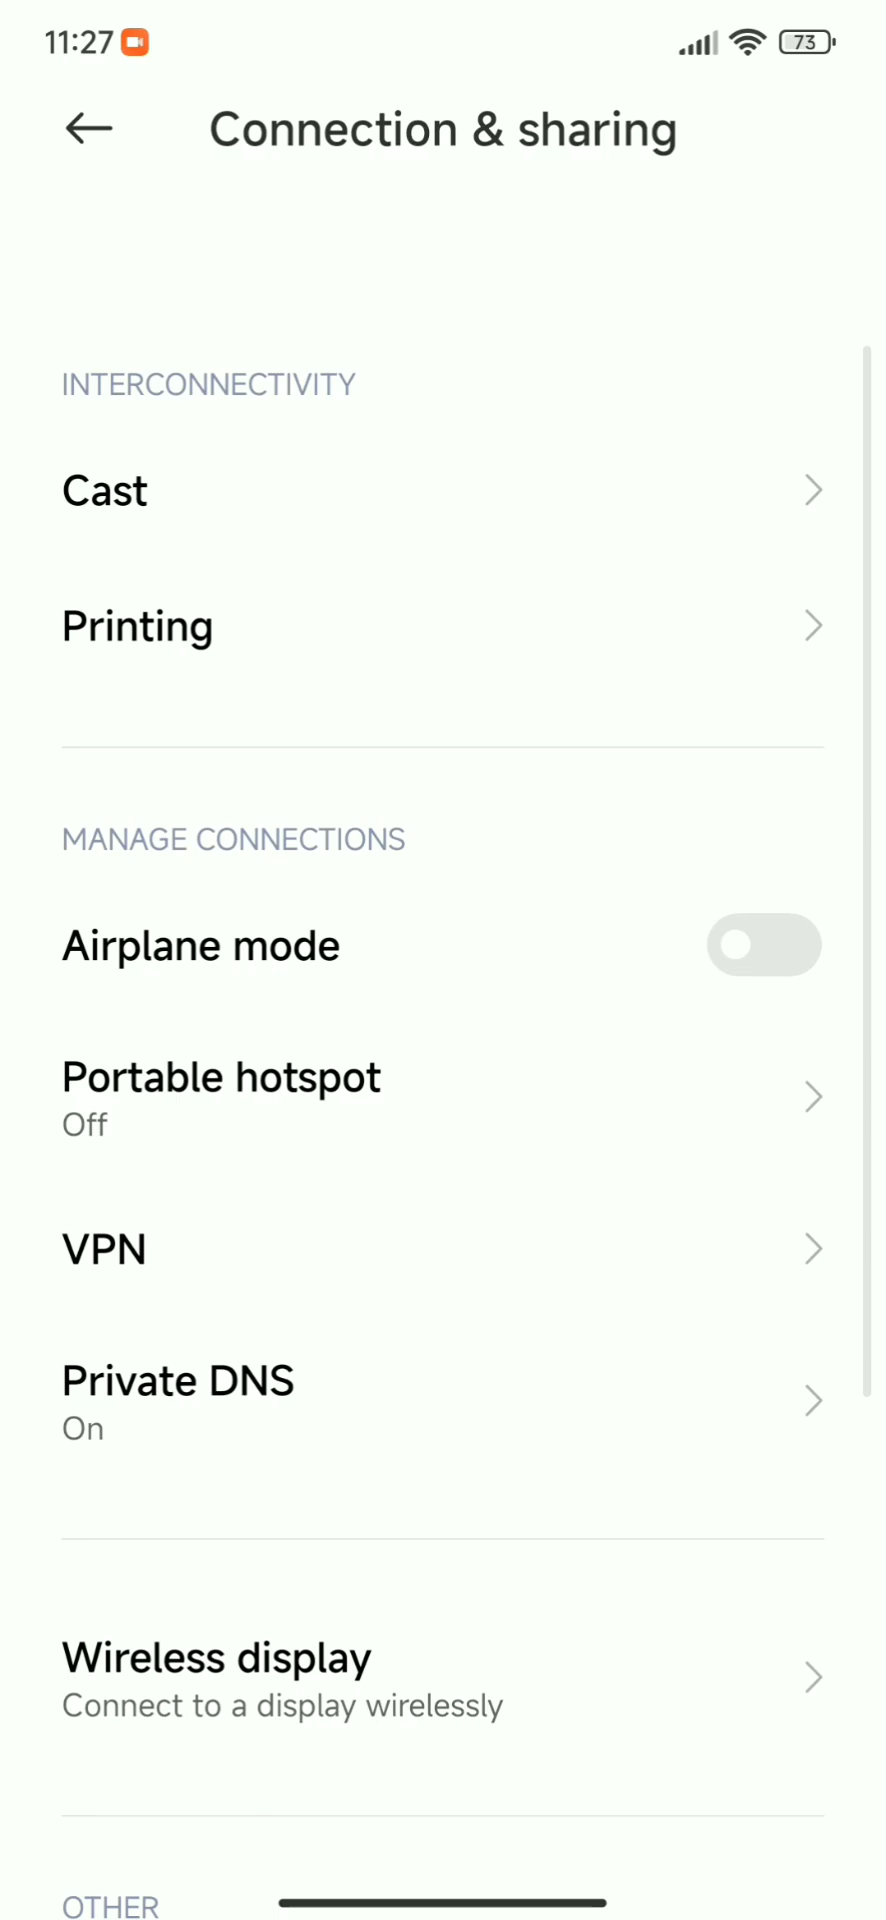 11:27
73
Connection & sharing
INTERCONNECTIVITY
Cast
Printing
MANAGE CONNECTIONS
Airplane mode
Portable hotspot
Off
VPN
Private DNS
On
Wireless display
Connect to a display wirelessly
OTHER